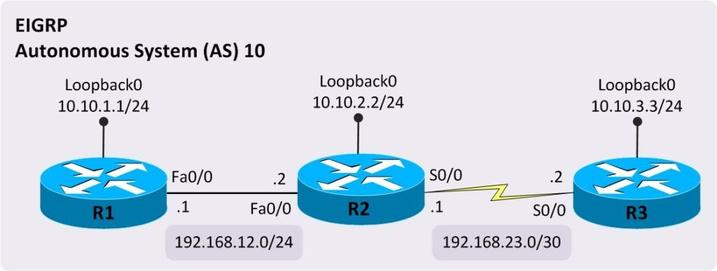 EIGRP
Autonomous System (AS) 10
Loopback0
10.10.1.1/24
Loopback0
10.10.2.2/24
Loopback0
10.10.3.3/24
Fa0/0
.2
S0/0
.2
R1
.1
Fa0/0
R2
.1
S0/0
R3
192.168.12.0/24
192.168.23.0/30